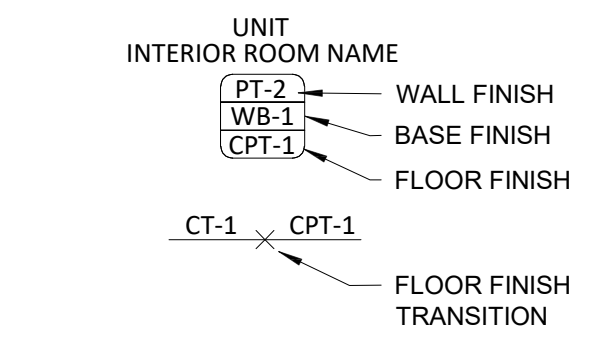 UNIT
INTERIOR ROOM NAME
PT-2
WALL FINISH
WB-1
BASE FINISH
CPT-1
FLOOR FINISH
CT-1 CPT-1
FLOOR FINISH
TRANSITION